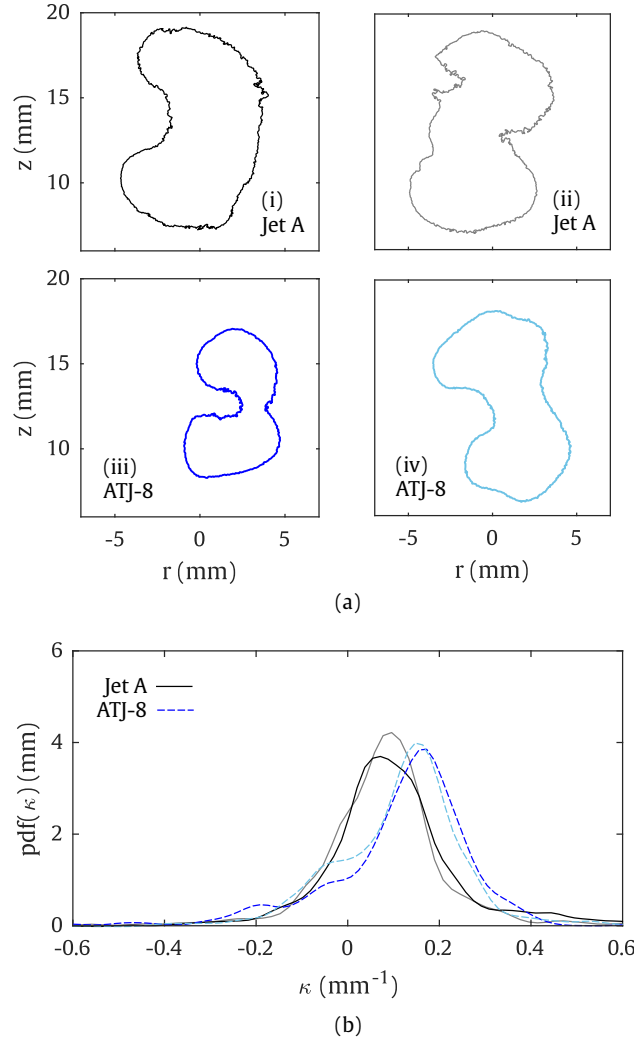 20
15
10
z (mm)
(i)
Jet A
(ii)
Jet A
20
15
10
z (mm)
(iii)
ATJ-8
(iv)
ATJ-8
-5 0 5
-5 0 5
r (mm)
r (mm)
(a)
6
4
2
0
pdf(κ) (mm)
Jet A
ATJ-8
-0.6 -0.4 -0.2 0 0.2 0.4 0.6
κ (mm⁻¹)
(b)